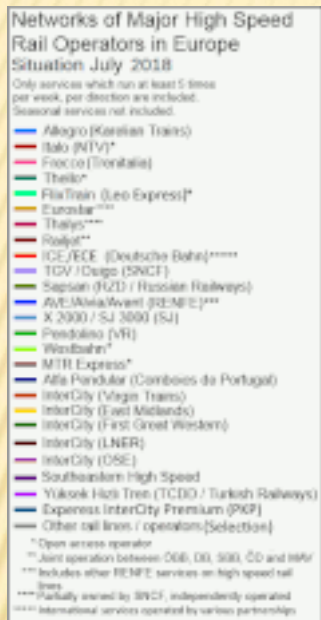 Networks of Major High Speed
Rail Operators in Europe
Situation July 2018
Only services which run at least 5 times
per week, per direction are included.
Seasonal services not included.
Allegro (Karelian Trains)
Italo (NTV)*
Frecce (Trenitalia)
Thello*
FlixTrain (Leo Express)*
Eurostar****
Thalys****
Railjet**
ICE/ECE (Deutsche Bahn)*****
TGV / Ouigo (SNCF)
Sapsan (RZD / Russian Railways)
AVE/Alvia/Avant (RENFE)***
X 2000 / SJ 3000 (SJ)
Pendolino (VR)
Westbahn*
MTR Express*
Alfa Pendular (Comboios de Portugal)
InterCity (Virgin Trains)
InterCity (East Midlands)
InterCity (First Great Western)
InterCity (LNER)
InterCity (OSE)
Southeastern High Speed
Yüksek Hızlı Tren (TCDD / Turkish Railways)
Express InterCity Premium (PKP)
Other rail lines / operators (Selection)
* Open access operator
** Joint operation between ÖBB, DB, SBB, ČD and MAV
*** Includes other RENFE services on high speed rail
lines
**** Partially owned by SNCF, independently operated
***** International services operated by various partnerships